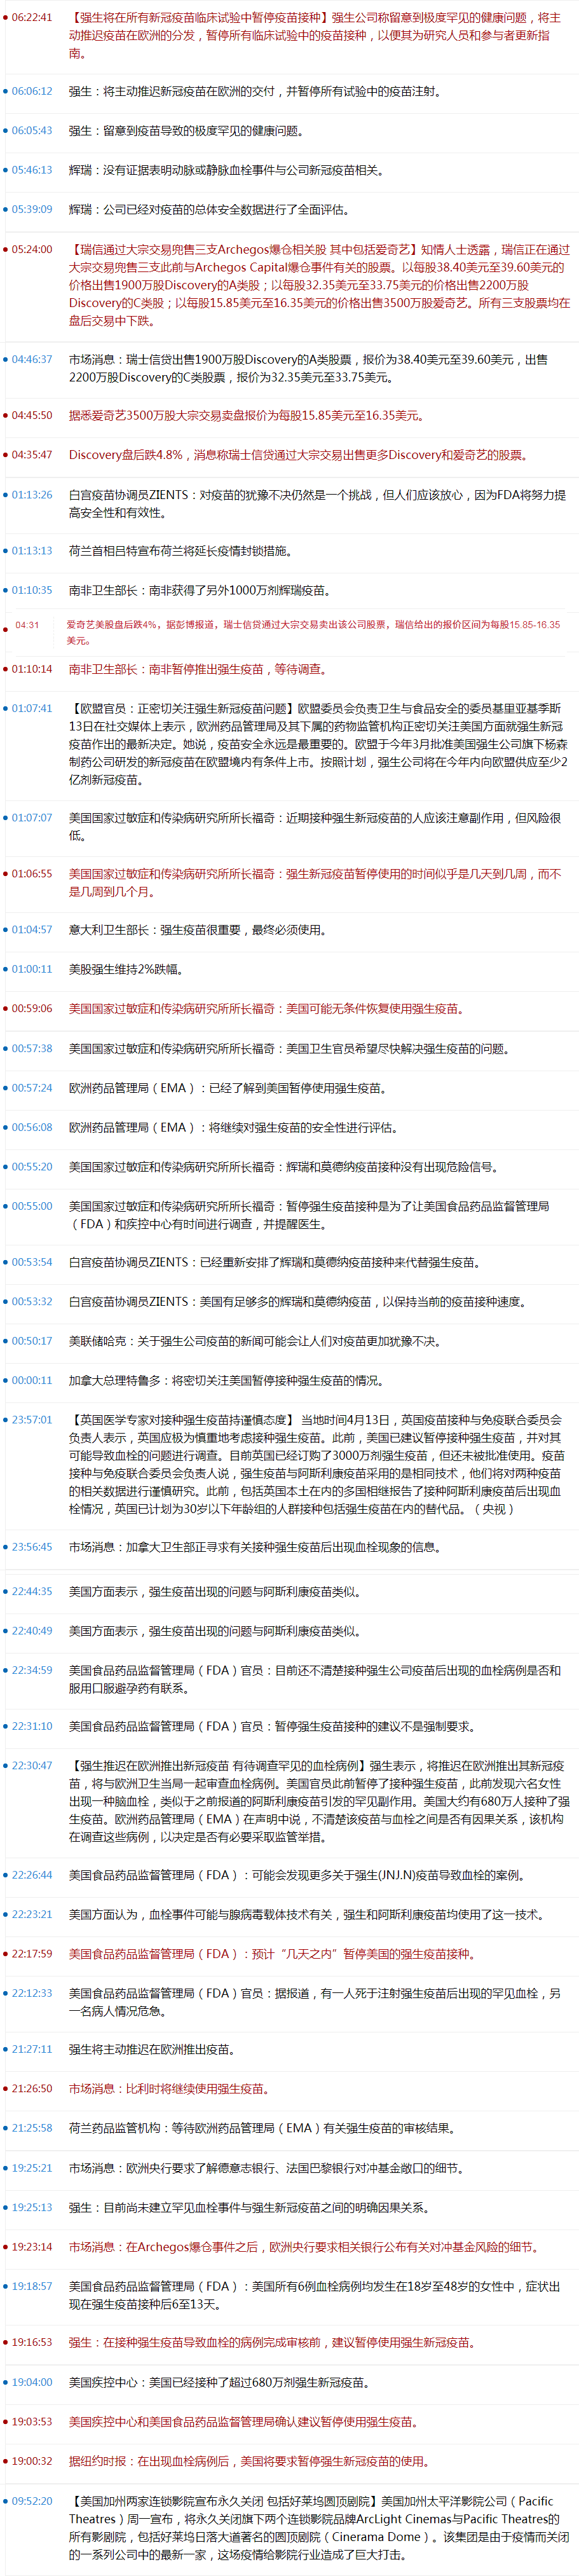 06:22:41 【强生将在所有新冠疫苗临床试验中暂停疫苗接种】强生公司称留意到极度罕见的健康问题，将主
动推迟疫苗在欧洲的分发，暂停所有临床试验中的疫苗接种，以便其为研究人员和参与者更新指
南。
06:06:12 强生：将主动推迟新冠疫苗在欧洲的交付，并暂停所有试验中的疫苗注射。
06:05:43 强生：留意到疫苗导致的极度罕见的健康问题。
05:46:13 辉瑞：没有证据表明动脉或静脉血栓事件与公司新冠疫苗相关。
05:39:09 辉瑞：公司已经对疫苗的总体安全数据进行了全面评估。
05:24:00 【瑞信通过大宗交易兜售三支Archegos爆仓相关股 其中包括爱奇艺】知情人士透露，瑞信正在通过
大宗交易兜售三支此前与Archegos Capital爆仓事件有关的股票。以每股38.40美元至39.60美元的
价格出售1900万股Discovery的A类股；以每股32.35美元至33.75美元的价格出售2200万股
Discovery的C类股；以每股15.85美元至16.35美元的价格出售3500万股爱奇艺。所有三支股票均在
盘后交易中下跌。
04:46:37 市场消息：瑞士信贷出售1900万股Discovery的A类股票，报价为38.40美元至39.60美元，出售
2200万股Discovery的C类股票，报价为32.35美元至33.75美元。
04:45:50 据悉爱奇艺3500万股大宗交易卖盘报价为每股15.85美元至16.35美元。
04:35:47 Discovery盘后跌4.8%，消息称瑞士信贷通过大宗交易出售更多Discovery和爱奇艺的股票。
01:13:26 白宫疫苗协调员ZIENTS：对疫苗的犹豫不决仍然是一个挑战，但人们应该放心，因为FDA将努力提
高安全性和有效性。
01:13:13 荷兰首相吕特宣布荷兰将延长疫情封锁措施。
01:10:35 南非卫生部长：南非获得了另外1000万剂辉瑞疫苗。
04:31 爱奇艺美股盘后跌4%，据彭博报道，瑞士信贷通过大宗交易卖出该公司股票，瑞信给出的报价区间为每股15.85-16.35
美元。
01:10:14 南非卫生部长：南非暂停推出强生疫苗，等待调查。
01:07:41 【欧盟官员：正密切关注强生新冠疫苗问题】欧盟委员会负责卫生与食品安全的委员基里亚基季斯
13日在社交媒体上表示，欧洲药品管理局及其下属的药物监管机构正密切关注美国方面就强生新冠
疫苗作出的最新决定。她说，疫苗安全永远是最重要的。欧盟于今年3月批准美国强生公司旗下杨森
制药公司研发的新冠疫苗在欧盟境内有条件上市。按照计划，强生公司将在今年内向欧盟供应至少2
亿剂新冠疫苗。
01:07:07 美国国家过敏症和传染病研究所所长福奇：近期接种强生新冠疫苗的人应该注意副作用，但风险很
低。
01:06:55 美国国家过敏症和传染病研究所所长福奇：强生新冠疫苗暂停使用的时间似乎是几天到几周，而不
是几周到几个月。
01:04:57 意大利卫生部长：强生疫苗很重要，最终必须使用。
01:00:11 美股强生维持2%跌幅。
00:59:06 美国国家过敏症和传染病研究所所长福奇：美国可能无条件恢复使用强生疫苗。
00:57:38 美国国家过敏症和传染病研究所所长福奇：美国卫生官员希望尽快解决强生疫苗的问题。
00:57:24 欧洲药品管理局（EMA）：已经了解到美国暂停使用强生疫苗。
00:56:08 欧洲药品管理局（EMA）：将继续对强生疫苗的安全性进行评估。
00:55:20 美国国家过敏症和传染病研究所所长福奇：辉瑞和莫德纳疫苗接种没有出现危险信号。
00:55:00 美国国家过敏症和传染病研究所所长福奇：暂停强生疫苗接种是为了让美国食品药品监督管理局
（FDA）和疾控中心有时间进行调查，并提醒医生。
00:53:54 白宫疫苗协调员ZIENTS：已经重新安排了辉瑞和莫德纳疫苗接种来代替强生疫苗。
00:53:32 白宫疫苗协调员ZIENTS：美国有足够多的辉瑞和莫德纳疫苗，以保持当前的疫苗接种速度。
00:50:17 美联储哈克：关于强生公司疫苗的新闻可能会让人们对疫苗更加犹豫不决。
00:00:11 加拿大总理特鲁多：将密切关注美国暂停接种强生疫苗的情况。
23:57:01 【英国医学专家对接种强生疫苗持谨慎态度】 当地时间4月13日，英国疫苗接种与免疫联合委员会
负责人表示，英国应极为慎重地考虑接种强生疫苗。此前，美国已建议暂停接种强生疫苗，并对其
可能导致血栓的问题进行调查。目前英国已经订购了3000万剂强生疫苗，但还未被批准使用。疫苗
接种与免疫联合委员会负责人说，强生疫苗与阿斯利康疫苗采用的是相同技术，他们将对两种疫苗
的相关数据进行谨慎研究。此前，包括英国本土在内的多国相继报告了接种阿斯利康疫苗后出现血
栓情况，英国已计划为30岁以下年龄组的人群接种包括强生疫苗在内的替代品。（央视）
23:56:45 市场消息：加拿大卫生部正寻求有关接种强生疫苗后出现血栓现象的信息。
22:44:35 美国方面表示，强生疫苗出现的问题与阿斯利康疫苗类似。
22:40:49 美国方面表示，强生疫苗出现的问题与阿斯利康疫苗类似。
22:34:59 美国食品药品监督管理局（FDA）官员：目前还不清楚接种强生公司疫苗后出现的血栓病例是否和
服用口服避孕药有联系。
22:31:10 美国食品药品监督管理局（FDA）官员：暂停强生疫苗接种的建议不是强制要求。
22:30:47 【强生推迟在欧洲推出新冠疫苗 有待调查罕见的血栓病例】强生表示，将推迟在欧洲推出其新冠疫
苗，将与欧洲卫生当局一起审查血栓病例。美国官员此前暂停了接种强生疫苗，此前发现六名女性
出现一种脑血栓，类似于之前报道的阿斯利康疫苗引发的罕见副作用。美国大约有680万人接种了强
生疫苗。欧洲药品管理局（EMA）在声明中说，不清楚该疫苗与血栓之间是否有因果关系，该机构
在调查这些病例，以决定是否有必要采取监管举措。
22:26:44 美国食品药品监督管理局（FDA）：可能会发现更多关于强生(JNJ.N)疫苗导致血栓的案例。
22:23:21 美国方面认为，血栓事件可能与腺病毒载体技术有关，强生和阿斯利康疫苗均使用了这一技术。
22:17:59 美国食品药品监督管理局（FDA）：预计“几天之内”暂停美国的强生疫苗接种。
22:12:33 美国食品药品监督管理局（FDA）官员：据报道，有一人死于注射强生疫苗后出现的罕见血栓，另
一名病人情况危急。
21:27:11 强生将主动推迟在欧洲推出疫苗。
21:26:50 市场消息：比利时将继续使用强生疫苗。
21:25:58 荷兰药品监管机构：等待欧洲药品管理局（EMA）有关强生疫苗的审核结果。
19:25:21 市场消息：欧洲央行要求了解德意志银行、法国巴黎银行对冲基金敞口的细节。
19:25:13 强生：目前尚未建立罕见血栓事件与强生新冠疫苗之间的明确因果关系。
19:23:14 市场消息：在Archegos爆仓事件之后，欧洲央行要求相关银行公布有关对冲基金风险的细节。
19:18:57 美国食品药品监督管理局（FDA）：美国所有6例血栓病例均发生在18岁至48岁的女性中，症状出
现在强生疫苗接种后6至13天。
19:16:53 强生：在接种强生疫苗导致血栓的病例完成审核前，建议暂停使用强生新冠疫苗。
19:04:00 美国疾控中心：美国已经接种了超过680万剂强生新冠疫苗。
19:03:53 美国疾控中心和美国食品药品监督管理局确认建议暂停使用强生疫苗。
19:00:32 据纽约时报：在出现血栓病例后，美国将要求暂停强生新冠疫苗的使用。
09:52:20 【美国加州两家连锁影院宣布永久关闭 包括好莱坞圆顶剧院】美国加州太平洋影院公司（Pacific
Theatres）周一宣布，将永久关闭旗下两个连锁影院品牌ArcLight Cinemas与Pacific Theatres的
所有影剧院，包括好莱坞日落大道著名的圆顶剧院（Cinerama Dome）。该集团是由于疫情而关闭
的一系列公司中的最新一家，这场疫情给影院行业造成了巨大打击。